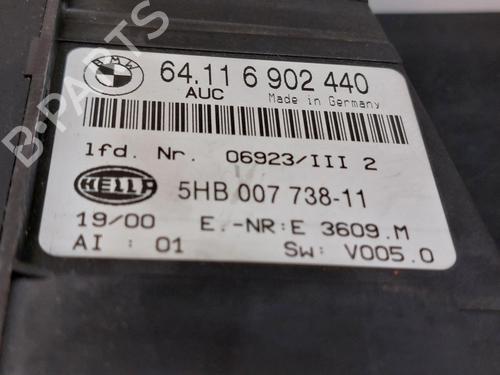 BMW
64.11 6 902 440
AUC Made in Germany
lfd. Nr. 06923/III 2
HELLA 5HB 007 738-11
19/00 E.-NR:E 3609.M
AI : 01 Sw: V005.0
B-PARTS